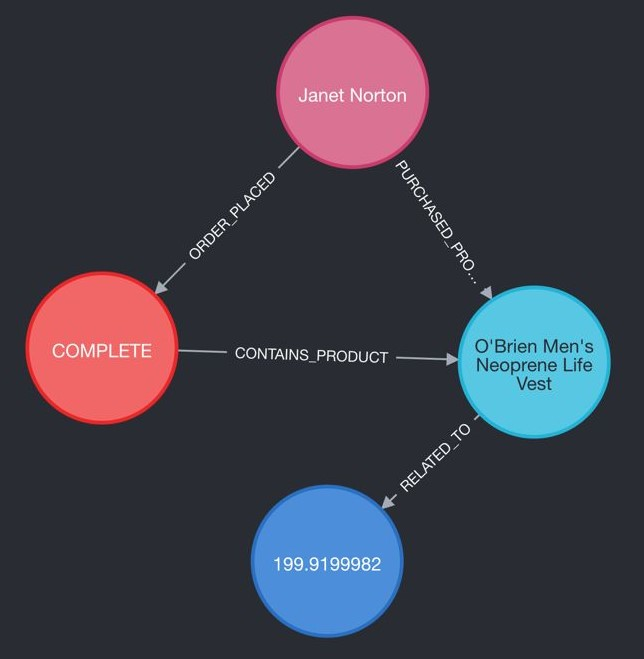 Janet Norton
ORDER_PLACED
PURCHASED_PRO...
COMPLETE
CONTAINS_PRODUCT
O'Brien Men's
Neoprene Life
Vest
RELATED_TO
199.9199982